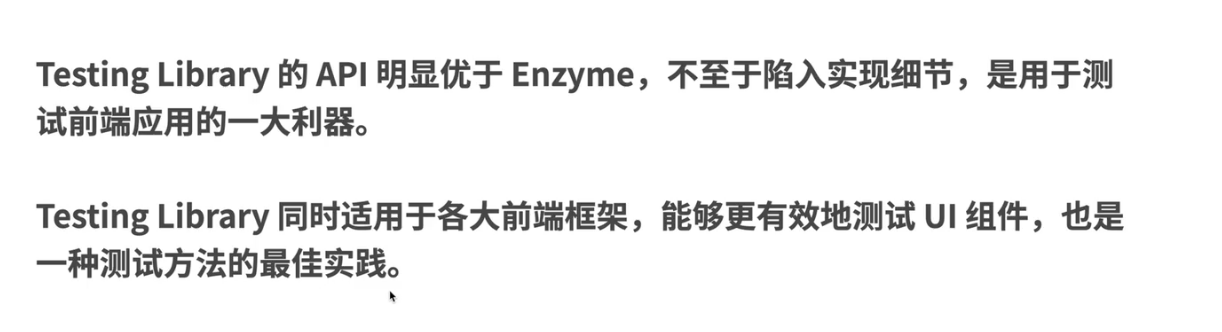 Testing Library 的 API 明显优于 Enzyme，不至于陷入实现细节，是用于测
试前端应用的一大利器。
Testing Library 同时适用于各大前端框架，能够更有效地测试 UI 组件，也是
一种测试方法的最佳实践。